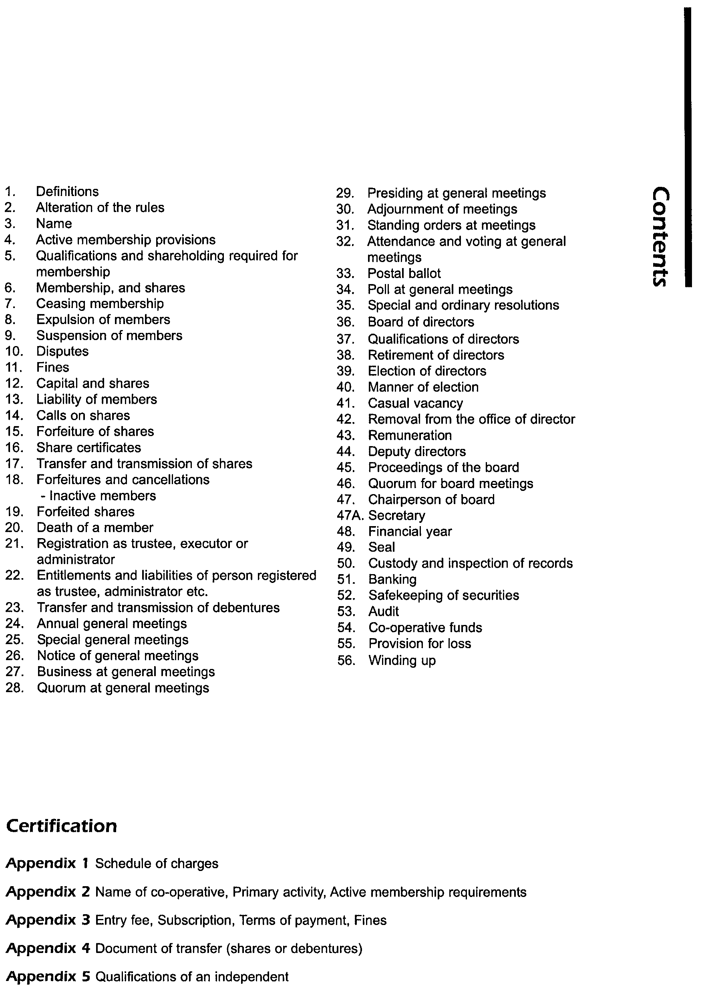 Contents
1. Definitions
2. Alteration of the rules
3. Name
4. Active membership provisions
5. Qualifications and shareholding required for
membership
6. Membership, and shares
7. Ceasing membership
8. Expulsion of members
9. Suspension of members
10. Disputes
11. Fines
12. Capital and shares
13. Liability of members
14. Calls on shares
15. Forfeiture of shares
16. Share certificates
17. Transfer and transmission of shares
18. Forfeitures and cancellations
- Inactive members
19. Forfeited shares
20. Death of a member
21. Registration as trustee, executor or
administrator
22. Entitlements and liabilities of person registered
as trustee, administrator etc.
23. Transfer and transmission of debentures
24. Annual general meetings
25. Special general meetings
26. Notice of general meetings
27. Business at general meetings
28. Quorum at general meetings
29. Presiding at general meetings
30. Adjournment of meetings
31. Standing orders at meetings
32. Attendance and voting at general
meetings
33. Postal ballot
34. Poll at general meetings
35. Special and ordinary resolutions
36. Board of directors
37. Qualifications of directors
38. Retirement of directors
39. Election of directors
40. Manner of election
41. Casual vacancy
42. Removal from the office of director
43. Remuneration
44. Deputy directors
45. Proceedings of the board
46. Quorum for board meetings
47. Chairperson of board
47A. Secretary
48. Financial year
49. Seal
50. Custody and inspection of records
51. Banking
52. Safekeeping of securities
53. Audit
54. Co-operative funds
55. Provision for loss
56. Winding up
Certification
Appendix 1 Schedule of charges
Appendix 2 Name of co-operative, Primary activity, Active membership requirements
Appendix 3 Entry fee, Subscription, Terms of payment, Fines
Appendix 4 Document of transfer (shares or debentures)
Appendix 5 Qualifications of an independent